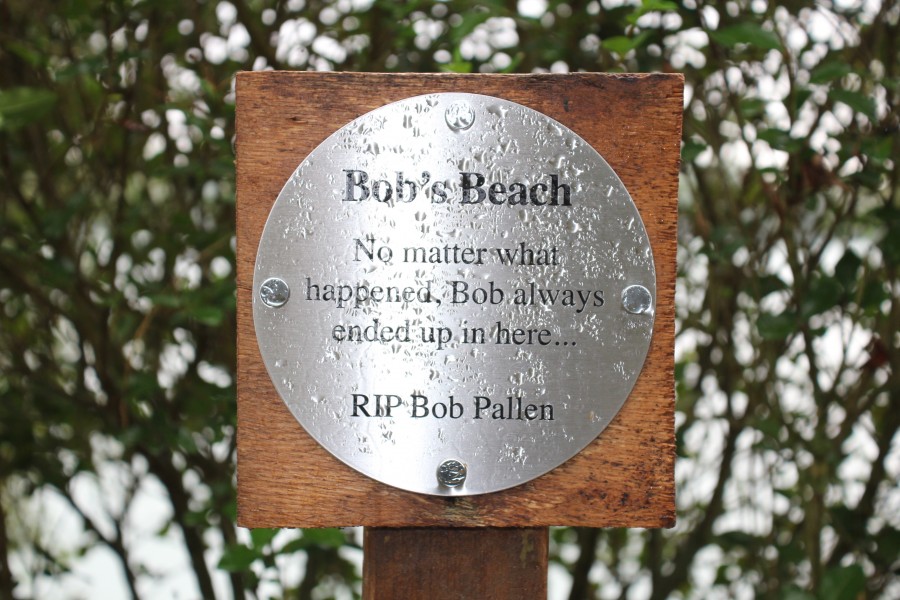 Bob's Beach
No matter what
happened, Bob always
ended up in here...
RIP Bob Pallen